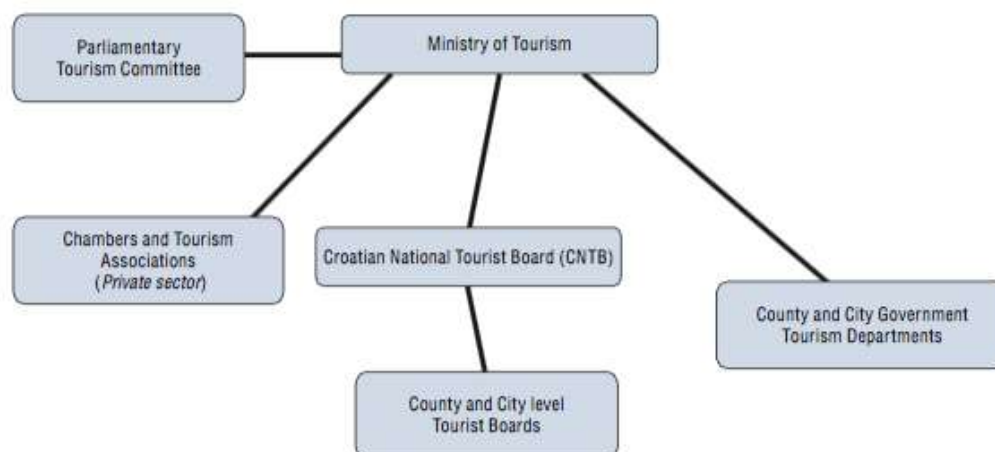 Parliamentary
Tourism Committee
Ministry of Tourism
Chambers and Tourism
Associations
(Private sector)
Croatian National Tourist Board (CNTB)
County and City Government
Tourism Departments
County and City level
Tourist Boards